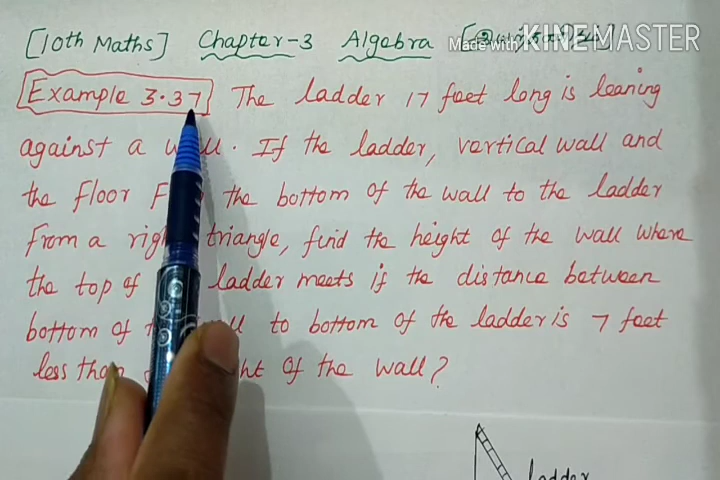 [10th Maths] Chapter-3 Algebra
Made with KINEMASTER
Example 3.37 The ladder 17 feet long is leaning
against a wall. If the ladder, vertical wall and
the floor the bottom of the wall to the ladder
from a triangle, find the height of the wall where
the top of ladder meets if the distance between
bottom of to bottom of the ladder is 7 feet
less than of the wall?
ladder